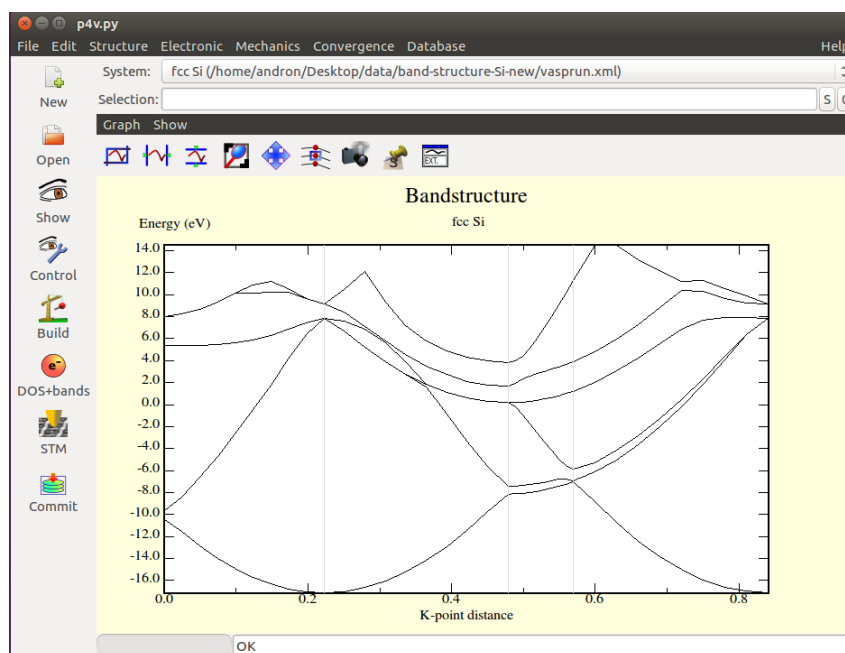 p4v.py
File Edit Structure Electronic Mechanics Convergence Database Help
System: fcc Si (/home/andron/Desktop/data/band-structure-Si-new/vasprun.xml)
Selection: S
Graph Show
New
Open
Show
Control
Build
DOS+bands
STM
Commit
S
EXT.
e-
Bandstructure
fcc Si
Energy (eV)
14.0
12.0
10.0
8.0
6.0
4.0
2.0
0.0
-2.0
-4.0
-6.0
-8.0
-10.0
-12.0
-14.0
-16.0
0.0 0.2 0.4 0.6 0.8
K-point distance
OK